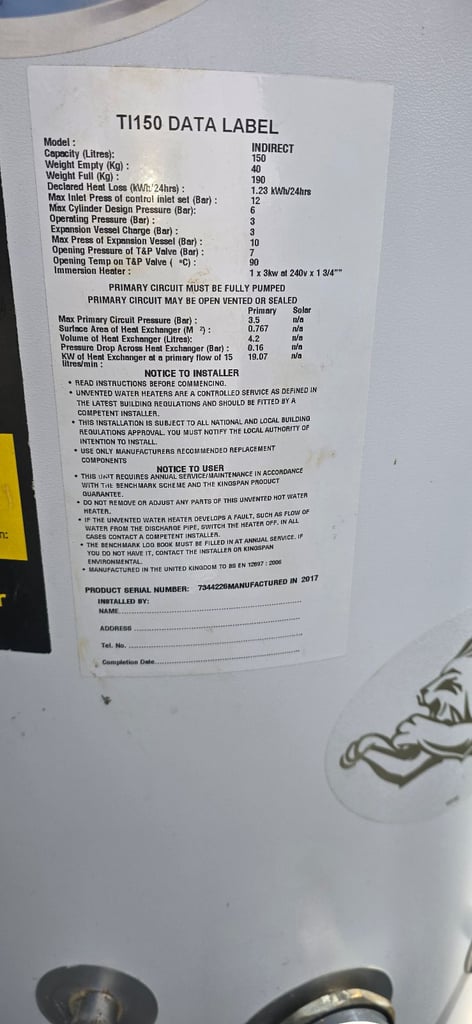 TI150 DATA LABEL
Model : INDIRECT
Capacity (Litres): 150
Weight Empty (Kg) : 40
Weight Full (Kg) : 190
Declared Heat Loss (kWh/24hrs) : 1.23 kWh/24hrs
Max Inlet Press of control inlet set (Bar) : 12
Max Cylinder Design Pressure (Bar): 6
Operating Pressure (Bar) : 3
Expansion Vessel Charge (Bar) : 3
Max Press of Expansion Vessel (Bar) : 10
Opening Pressure of T&P Valve (Bar) : 7
Opening Temp on T&P Valve ( °C) : 90
Immersion Heater : 1 x 3kw at 240v x 1 3/4""
PRIMARY CIRCUIT MUST BE FULLY PUMPED
PRIMARY CIRCUIT MAY BE OPEN VENTED OR SEALED
Primary Solar
Max Primary Circuit Pressure (Bar) : 3.5 n/a
Surface Area of Heat Exchanger (M ²) : 0.767 n/a
Volume of Heat Exchanger (Litres): 4.2 n/a
Pressure Drop Across Heat Exchanger (Bar) : 0.16 n/a
KW of Heat Exchanger at a primary flow of 15 19.07 n/a
litres/min :
NOTICE TO INSTALLER
• READ INSTRUCTIONS BEFORE COMMENCING.
• UNVENTED WATER HEATERS ARE A CONTROLLED SERVICE AS DEFINED IN
THE LATEST BUILDING REGULATIONS AND SHOULD BE FITTED BY A
COMPETENT INSTALLER.
• THIS INSTALLATION IS SUBJECT TO ALL NATIONAL AND LOCAL BUILDING
REGULATIONS APPROVAL. YOU MUST NOTIFY THE LOCAL AUTHORITY OF
INTENTION TO INSTALL.
• USE ONLY MANUFACTURERS RECOMMENDED REPLACEMENT
COMPONENTS
NOTICE TO USER
• THIS UNIT REQUIRES ANNUAL SERVICE/MAINTENANCE IN ACCORDANCE
WITH THE BENCHMARK SCHEME AND THE KINGSPAN PRODUCT
GUARANTEE.
• DO NOT REMOVE OR ADJUST ANY PARTS OF THIS UNVENTED HOT WATER
HEATER.
• IF THE UNVENTED WATER HEATER DEVELOPS A FAULT, SUCH AS FLOW OF
WATER FROM THE DISCHARGE PIPE, SWITCH THE HEATER OFF. IN ALL
CASES CONTACT A COMPETENT INSTALLER.
• THE BENCHMARK LOG BOOK MUST BE FILLED IN AT ANNUAL SERVICE. IF
YOU DO NOT HAVE IT, CONTACT THE INSTALLER OR KINGSPAN
ENVIRONMENTAL.
• MANUFACTURED IN THE UNITED KINGDOM TO BS EN 12897 : 2006
PRODUCT SERIAL NUMBER: 7344226MANUFACTURED IN 2017
INSTALLED BY:
NAME
ADDRESS
Tel. No.
Completion Date
n:
r